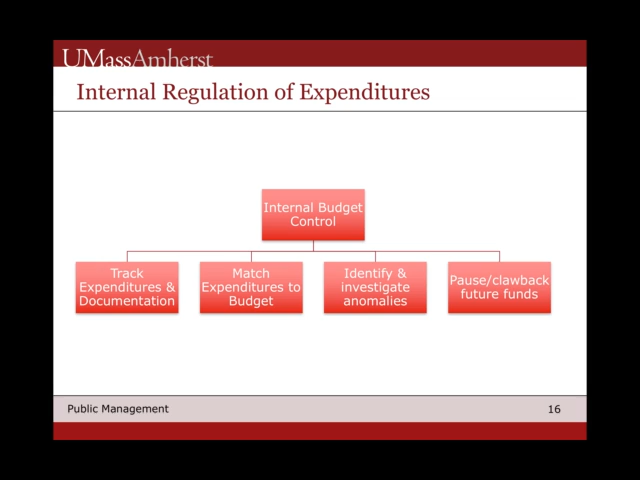 UMassAmherst
Internal Regulation of Expenditures
Internal Budget
Control
Track
Expenditures &
Documentation
Match
Expenditures to
Budget
Identify &
investigate
anomalies
Pause/clawback
future funds
Public Management
16